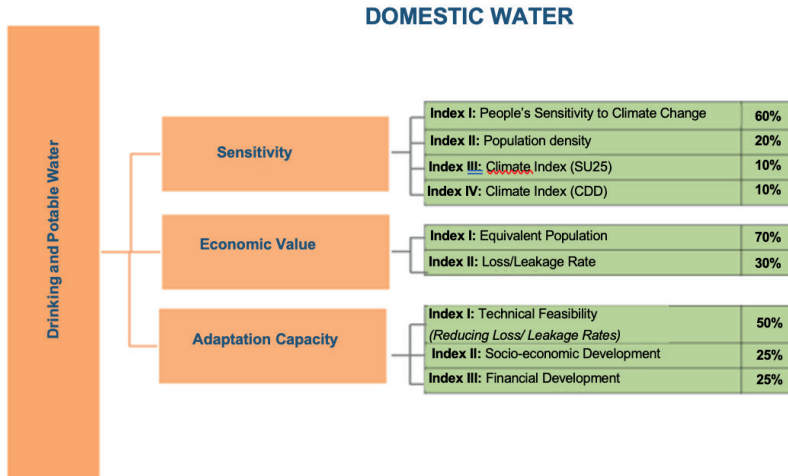 DOMESTIC WATER
Drinking and Potable Water
Sensitivity
Index I: People's Sensitivity to Climate Change 60%
Index II: Population density 20%
Index III: Climate Index (SU25) 10%
Index IV: Climate Index (CDD) 10%
Economic Value
Index I: Equivalent Population 70%
Index II: Loss/Leakage Rate 30%
Adaptation Capacity
Index I: Technical Feasibility
(Reducing Loss/ Leakage Rates) 50%
Index II: Socio-economic Development 25%
Index III: Financial Development 25%